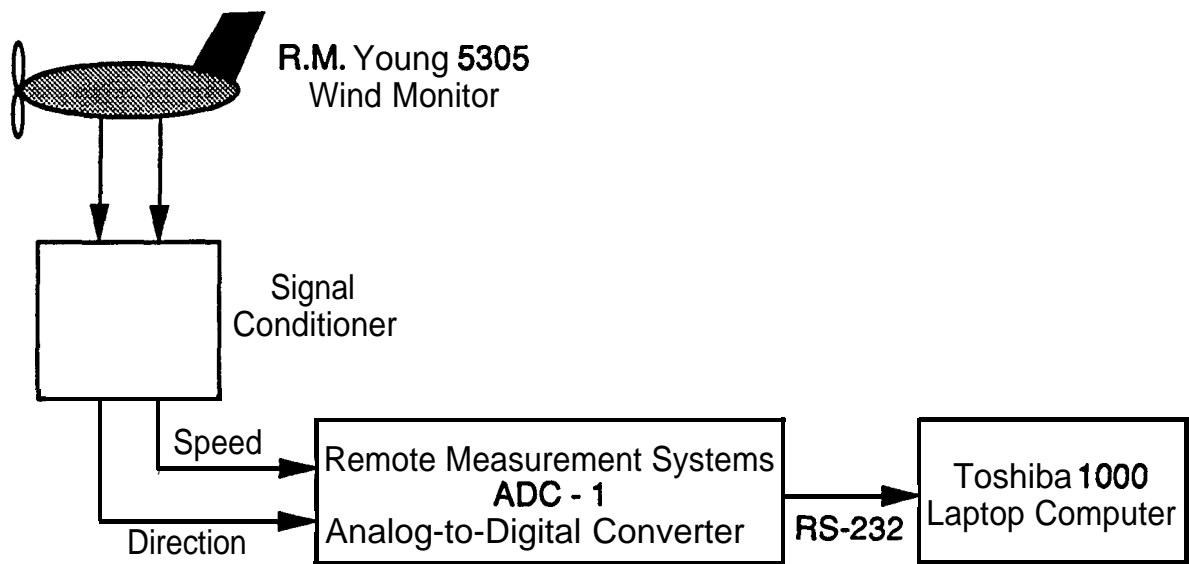 R.M. Young 5305
Wind Monitor
Signal
Conditioner
Speed
Direction
Remote Measurement Systems
ADC - 1
Analog-to-Digital Converter
RS-232
Toshiba 1000
Laptop Computer